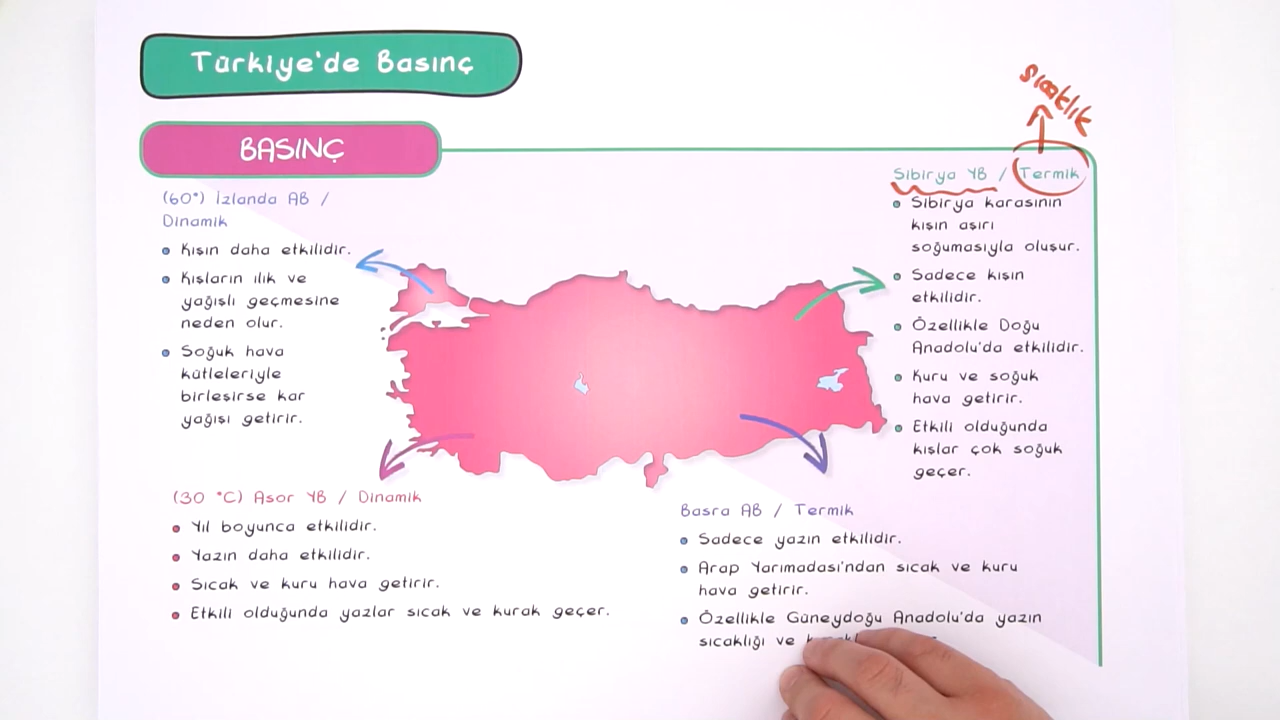 Türkiye'de Basınç
BASINÇ
(60°) İzlanda AB /
Dinamik
Kışın daha etkilidir.
Kışların ılık ve
yağışlı geçmesine
neden olur.
Soğuk hava
kütleleriyle
birleşirse kar
yağışı getirir.
sıcaklık
Sibirya YB / Termik
Sibirya karasının
kışın aşırı
soğumasıyla oluşur.
Sadece kışın
etkilidir.
Özellikle Doğu
Anadolu'da etkilidir.
Kuru ve soğuk
hava getirir.
Etkili olduğunda
kışlar çok soğuk
geçer.
(30 °C) Asor YB / Dinamik
Yıl boyunca etkilidir.
Yazın daha etkilidir.
Sıcak ve kuru hava getirir.
Etkili olduğunda yazlar sıcak ve kurak geçer.
Basra AB / Termik
Sadece yazın etkilidir.
Arap Yarımadası'ndan sıcak ve kuru
hava getirir.
Özellikle Güneydoğu Anadolu'da yazın
sıcaklığı ve